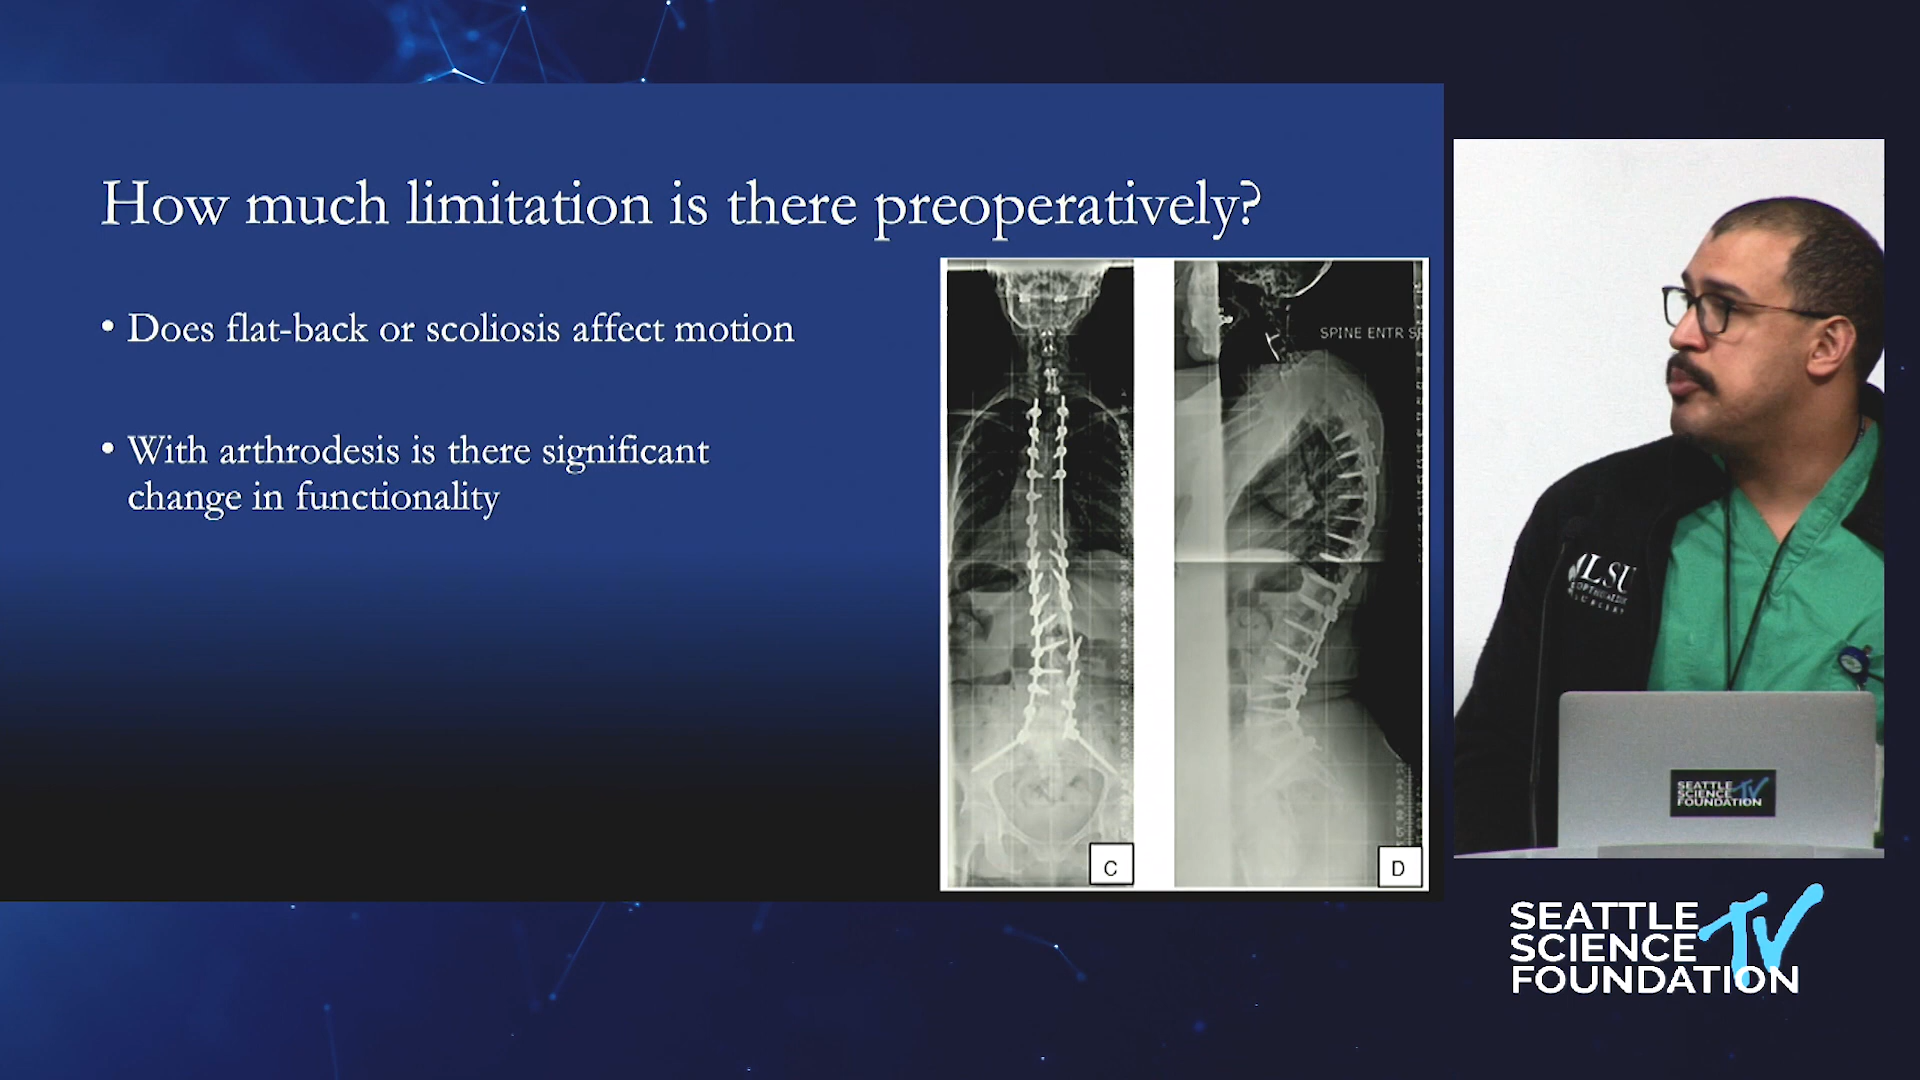 How much limitation is there preoperatively?
• Does flat-back or scoliosis affect motion
• With arthrodesis is there significant
change in functionality
SPINE ENTR
C
D
LSU
SEATTLE
SCIENCE
FOUNDATION
TV
SEATTLE
SCIENCE
FOUNDATION
TV